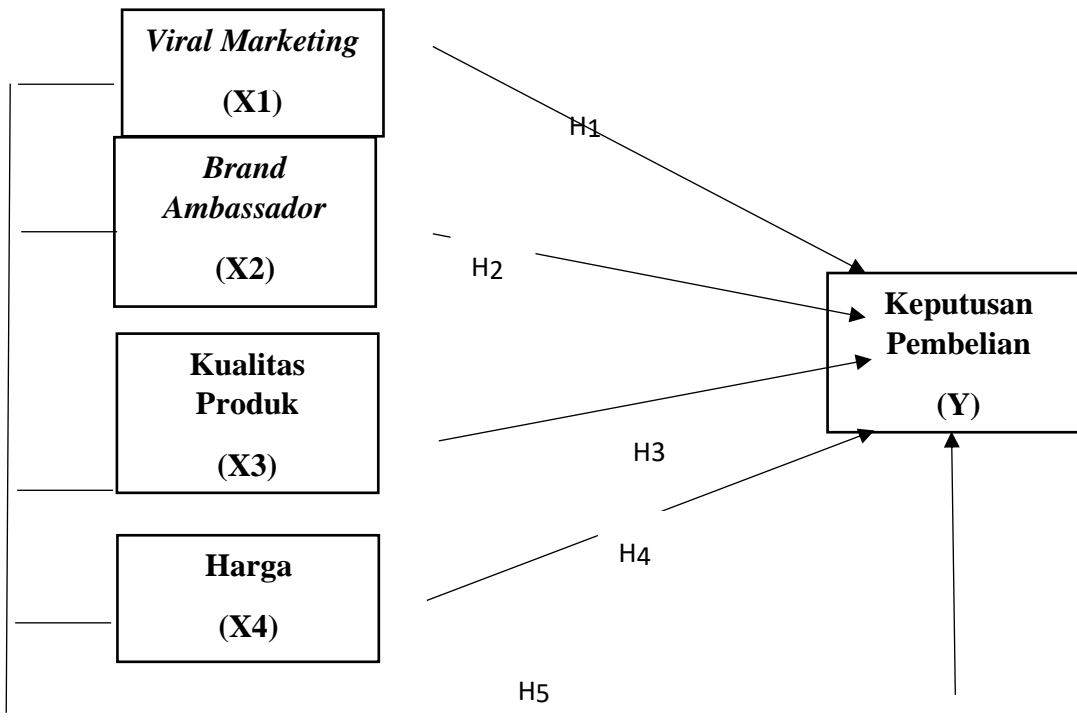 Viral Marketing
(X1)
H1
Brand
Ambassador
(X2)
H2
Keputusan
Pembelian
(Y)
Kualitas
Produk
(X3)
H3
Harga
(X4)
H4
H5